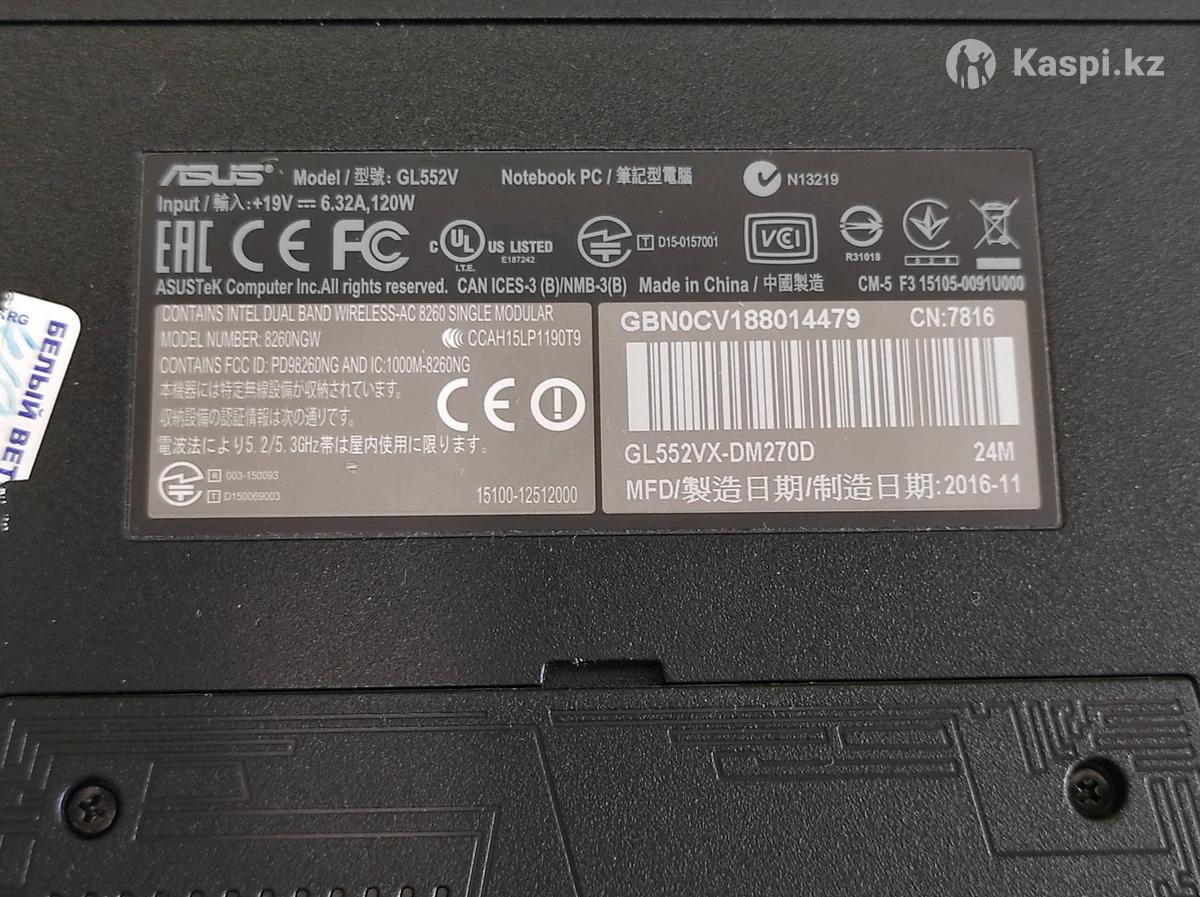 Kaspi.kz
ASUS® Model / 型號: GL552V Notebook PC / 筆記型電腦 N13219
Input / 輸入:+19V 6.32A,120W
EAC CE FC c UL US LISTED T D15-0157001 VCI
I.T.E. E187242 R31018 028
ASUSTeK Computer Inc.All rights reserved. CAN ICES-3 (B)/NMB-3(B) Made in China / 中國製造 CM-5 F3 15105-0091U000
CONTAINS INTEL DUAL BAND WIRELESS-AC 8260 SINGLE MODULAR
MODEL NUMBER: 8260NGW CCAH15LP1190T9
CONTAINS FCC ID: PD98260NG AND IC:1000M-8260NG
本機器には特定無線設備が収納されています。
収納設備の認証情報は次の通りです。
電波法により5.2/5.3GHz帯は屋内使用に限ります。
CE
R 003-150093
T D150069003
15100-12512000
GBN0CV188014479 CN:7816
GL552VX-DM270D 24M
MFD/製造日期/制造日期:2016-11
RG
БЕЛЫЙ ВЕТ